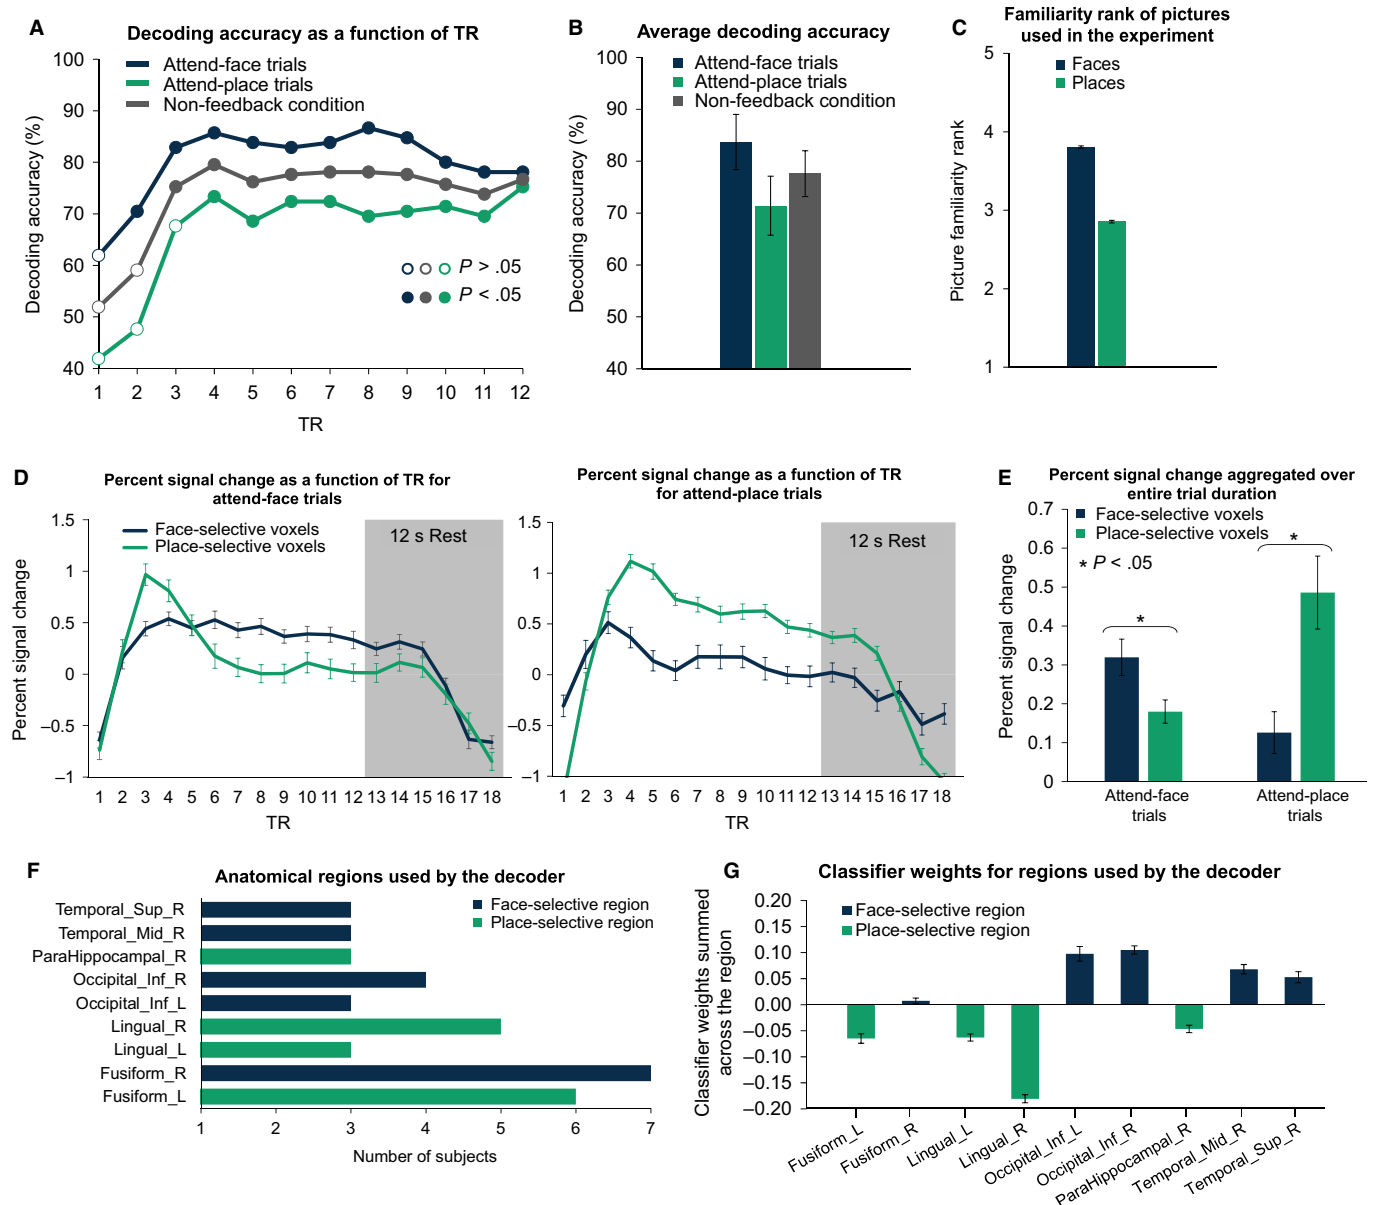 A
Decoding accuracy as a function of TR
Attend-face trials
Attend-place trials
Non-feedback condition
Decoding accuracy (%)
100
90
80
70
60
50
40
P > .05
P < .05
1 2 3 4 5 6 7 8 9 10 11 12
TR
B
Average decoding accuracy
Attend-face trials
Attend-place trials
Non-feedback condition
Decoding accuracy (%)
100
90
80
70
60
50
40
C
Familiarity rank of pictures
used in the experiment
Faces
Places
Picture familiarity rank
5
4
3
2
1
D
Percent signal change as a function of TR for
attend-face trials
Face-selective voxels
Place-selective voxels
12 s Rest
Percent signal change
1.5
1
0.5
0
–0.5
–1
1 2 3 4 5 6 7 8 9 10 11 12 13 14 15 16 17 18
TR
Percent signal change as a function of TR
for attend-place trials
12 s Rest
1.5
1
0.5
0
–0.5
–1
1 2 3 4 5 6 7 8 9 10 11 12 13 14 15 16 17 18
TR
E
Percent signal change aggregated over
entire trial duration
Face-selective voxels
Place-selective voxels
* P < .05
*
*
Percent signal change
0.7
0.6
0.5
0.4
0.3
0.2
0.1
0
Attend-face
trials
Attend-place
trials
F
Anatomical regions used by the decoder
Face-selective region
Place-selective region
Temporal_Sup_R
Temporal_Mid_R
ParaHippocampal_R
Occipital_Inf_R
Occipital_Inf_L
Lingual_R
Lingual_L
Fusiform_R
Fusiform_L
1 2 3 4 5 6 7
Number of subjects
G
Classifier weights for regions used by the decoder
Face-selective region
Place-selective region
Classifier weights summed
across the region
0.20
0.15
0.10
0.05
0.00
–0.05
–0.10
–0.15
–0.20
Fusiform_L
Fusiform_R
Lingual_L
Lingual_R
Occipital_Inf_L
Occipital_Inf_R
ParaHippocampal_R
Temporal_Mid_R
Temporal_Sup_R